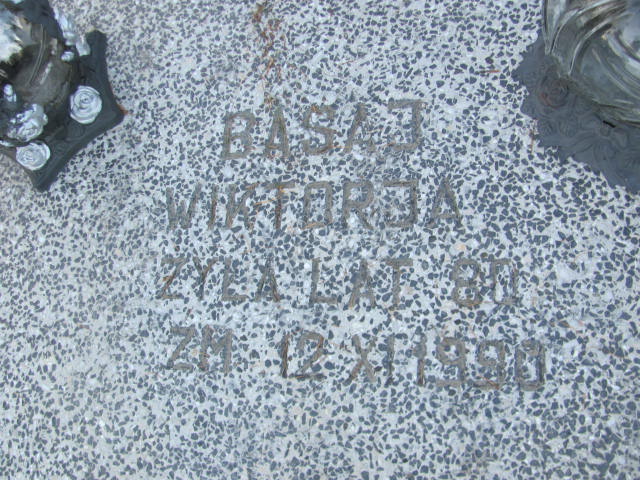 BASAJ
WIKTORJA
ŻYŁA LAT 80
ZM 12 XI 1990